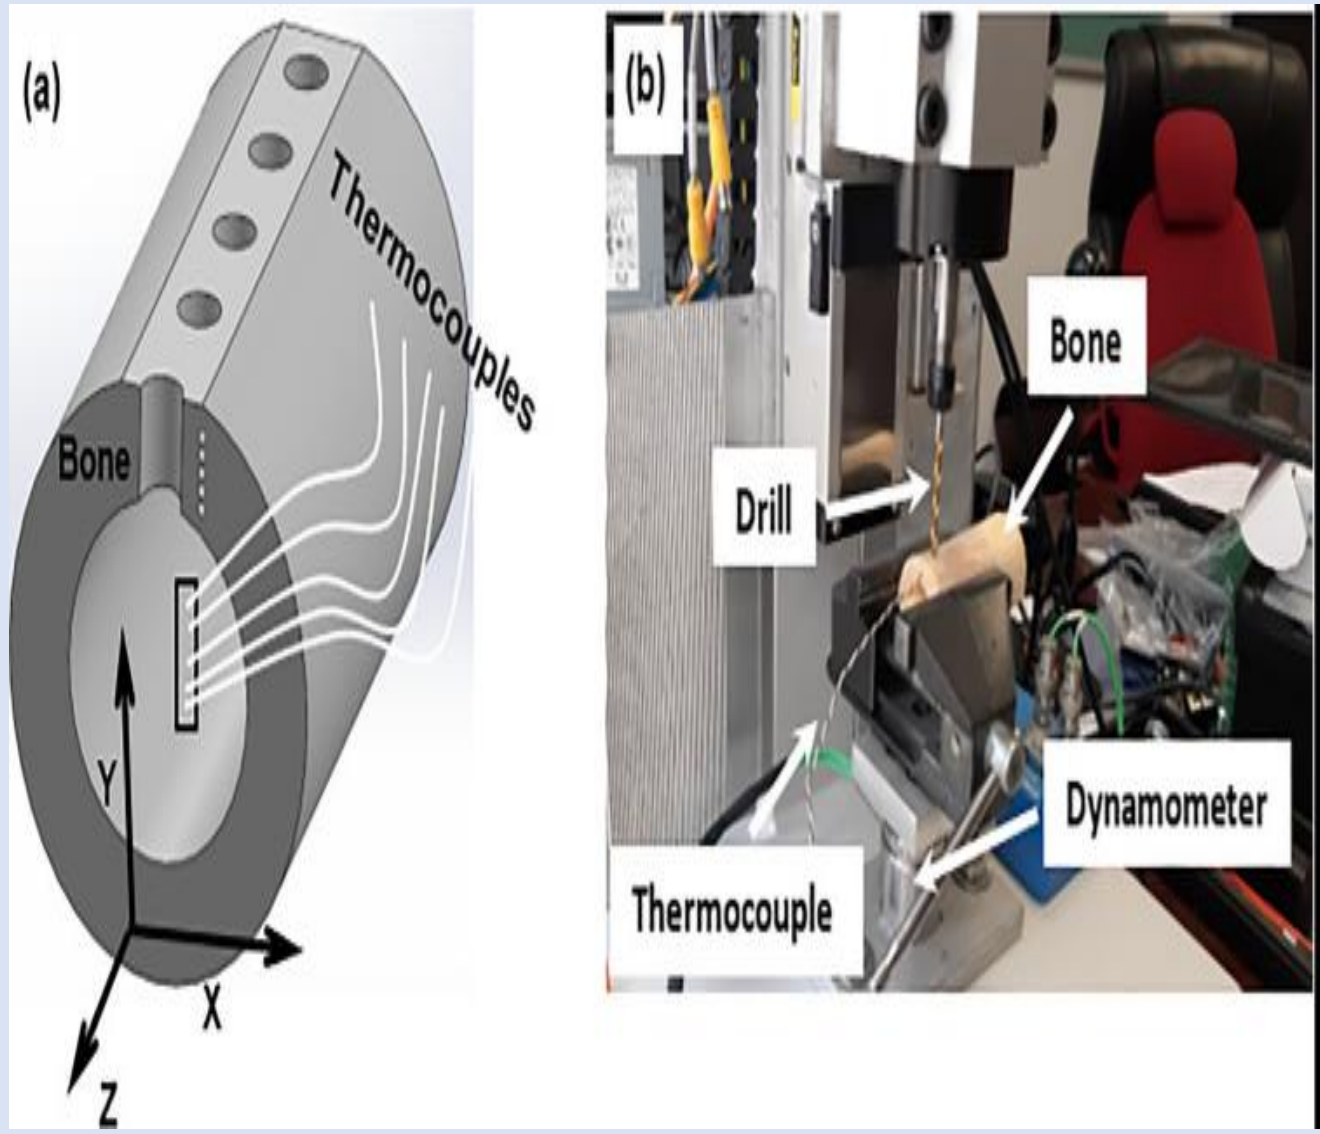 (a)
Thermocouples
Bone
Y
X
Z
(b)
Bone
Drill
Dynamometer
Thermocouple